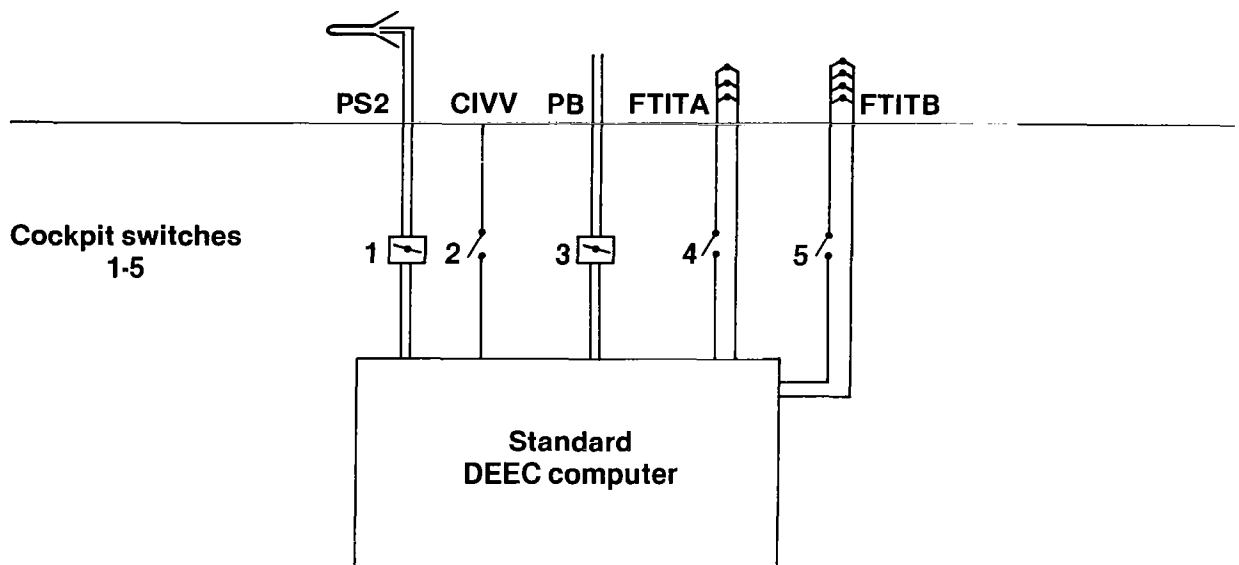 PS2 CIVV PB FTITA FTITB
Cockpit switches
1-5
1 2 3 4 5
Standard
DEEC computer